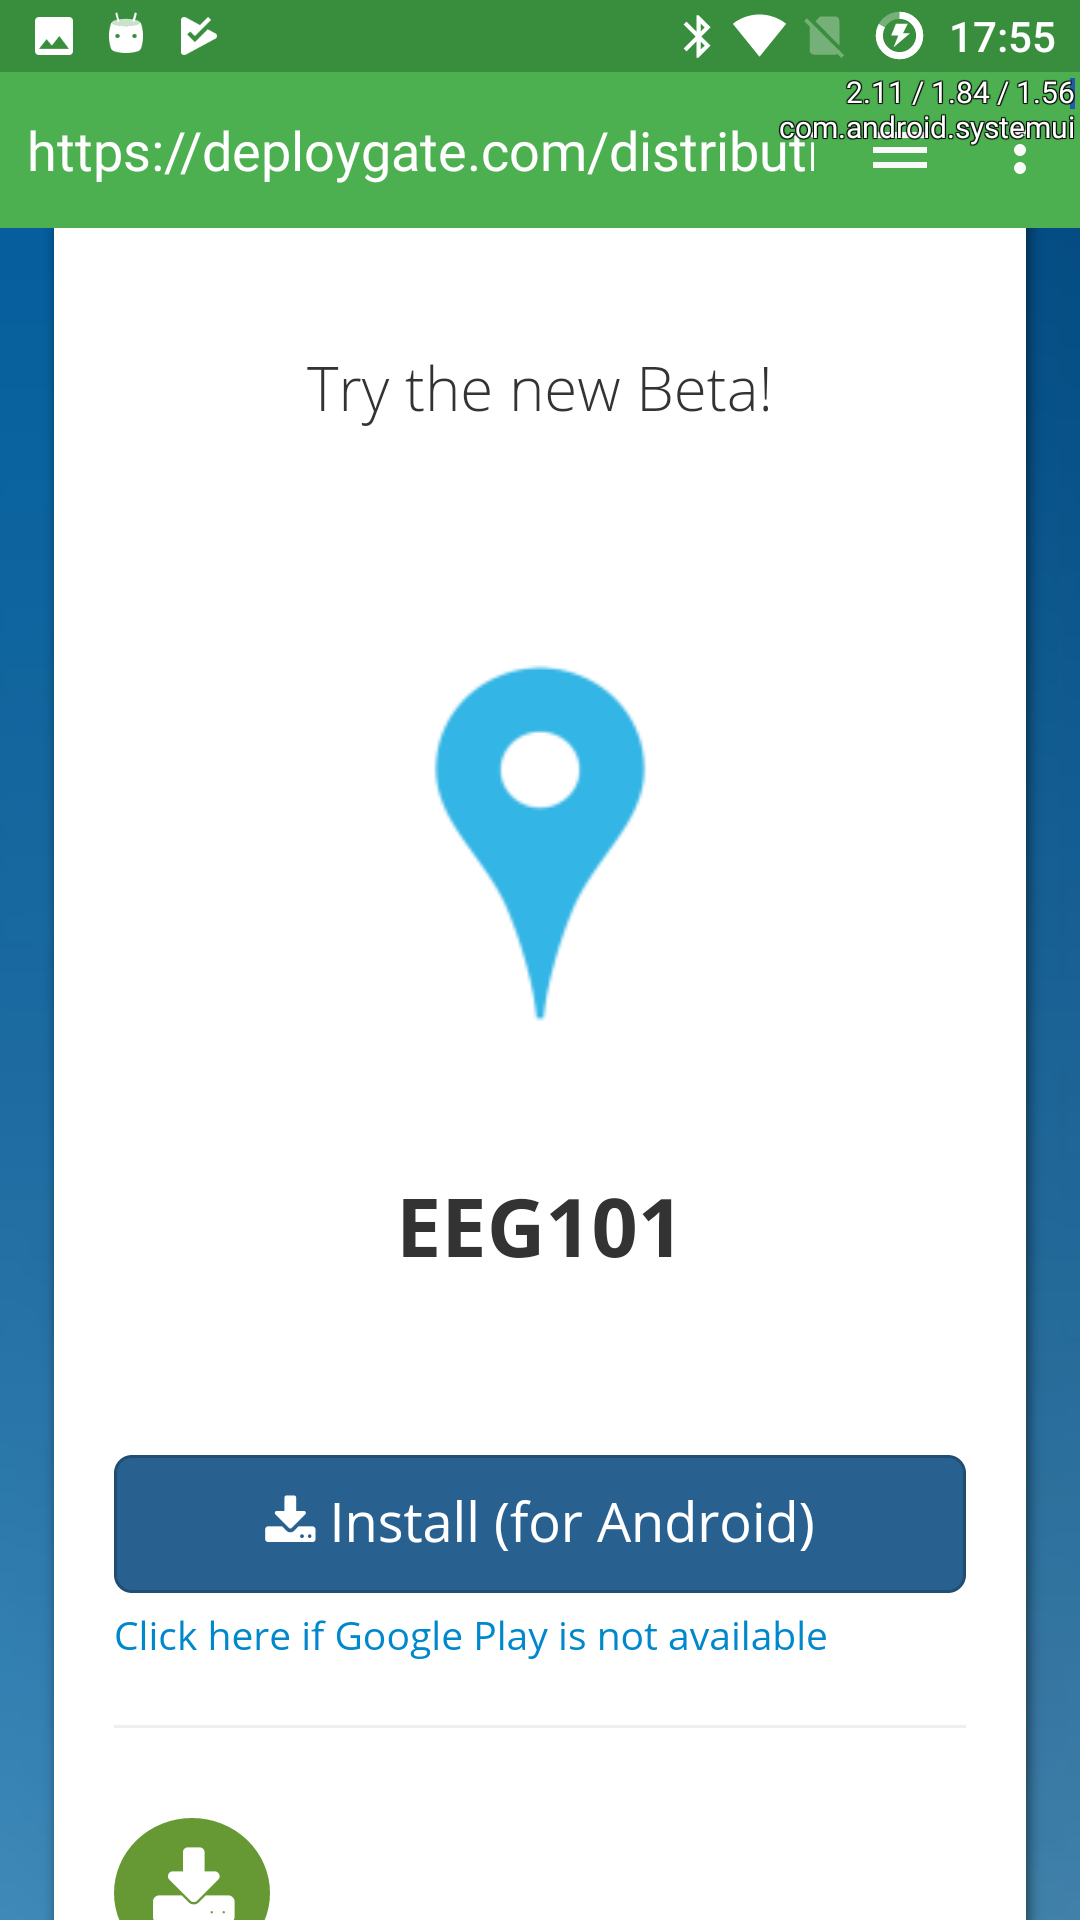 17:55
2.11 / 1.84 / 1.56
com.android.systemui
https://deploygate.com/distributi
Try the new Beta!
EEG101
Install (for Android)
Click here if Google Play is not available